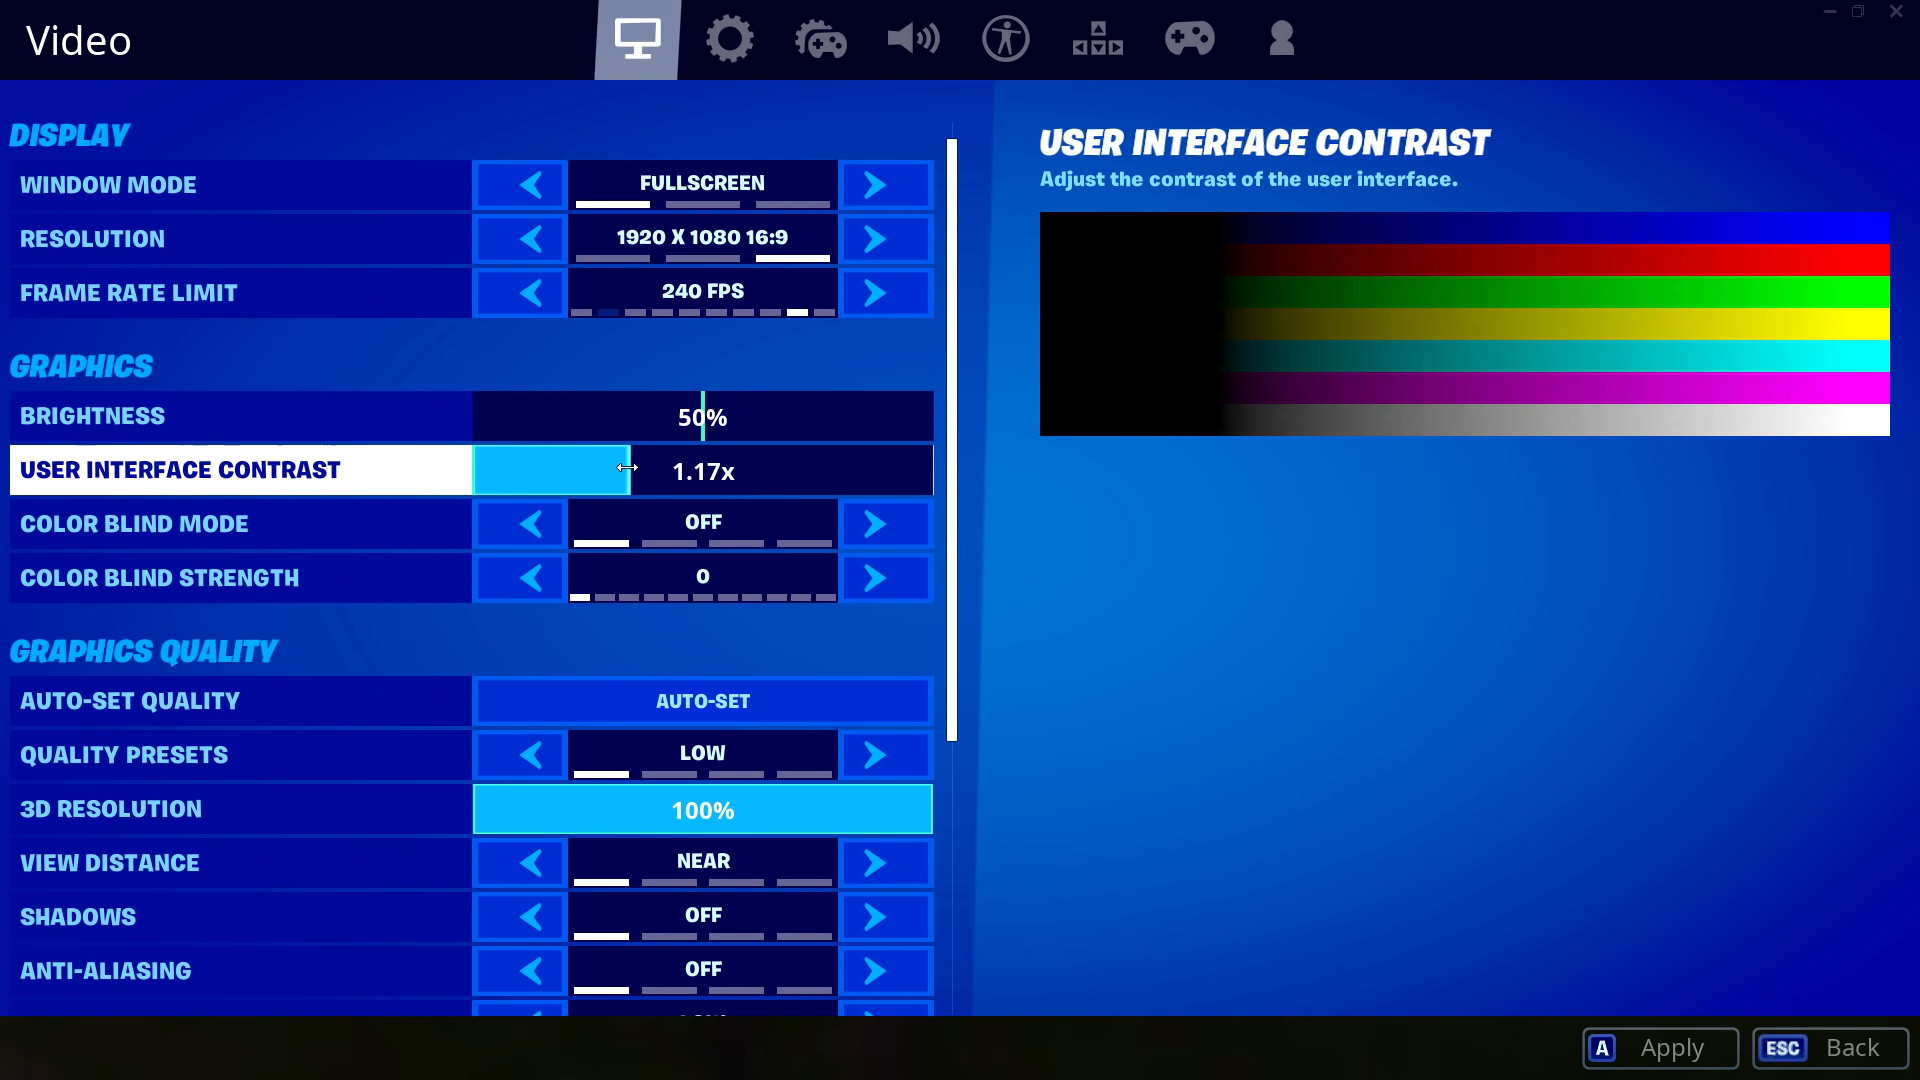 Video
DISPLAY
WINDOW MODE
FULLSCREEN
RESOLUTION
1920 X 1080 16:9
FRAME RATE LIMIT
240 FPS
GRAPHICS
BRIGHTNESS
50%
USER INTERFACE CONTRAST
1.17x
COLOR BLIND MODE
OFF
COLOR BLIND STRENGTH
0
GRAPHICS QUALITY
AUTO-SET QUALITY
AUTO-SET
QUALITY PRESETS
LOW
3D RESOLUTION
100%
VIEW DISTANCE
NEAR
SHADOWS
OFF
ANTI-ALIASING
OFF
USER INTERFACE CONTRAST
Adjust the contrast of the user interface.
A Apply
ESC Back